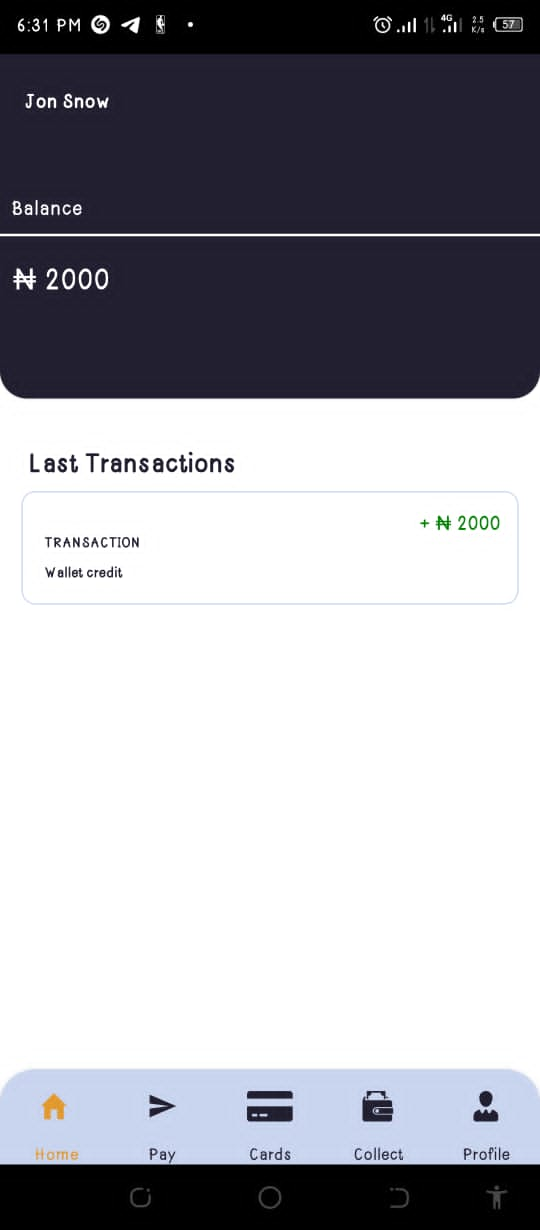 6:31 PM 4G 2.5 K/s 57
Jon Snow
Balance
₦ 2000
Last Transactions
+ ₦ 2000
TRANSACTION
Wallet credit
Home Pay Cards Collect Profile